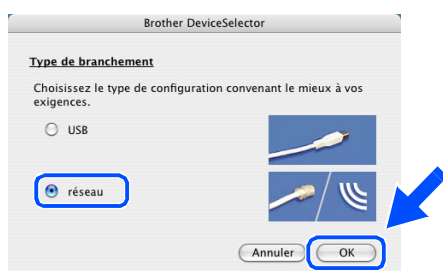 Brother DeviceSelector
Type de branchement
Choisissez le type de configuration convenant le mieux à vos
exigences.
USB
réseau
Annuler
OK